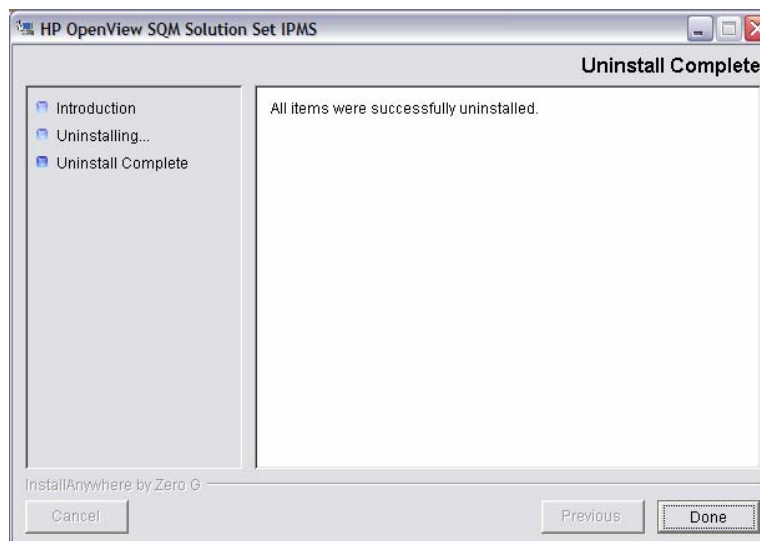 HP OpenView SQM Solution Set IPMS
Uninstall Complete
Introduction
Uninstalling...
Uninstall Complete
All items were successfully uninstalled.
InstallAnywhere by Zero G
Cancel
Previous
Done